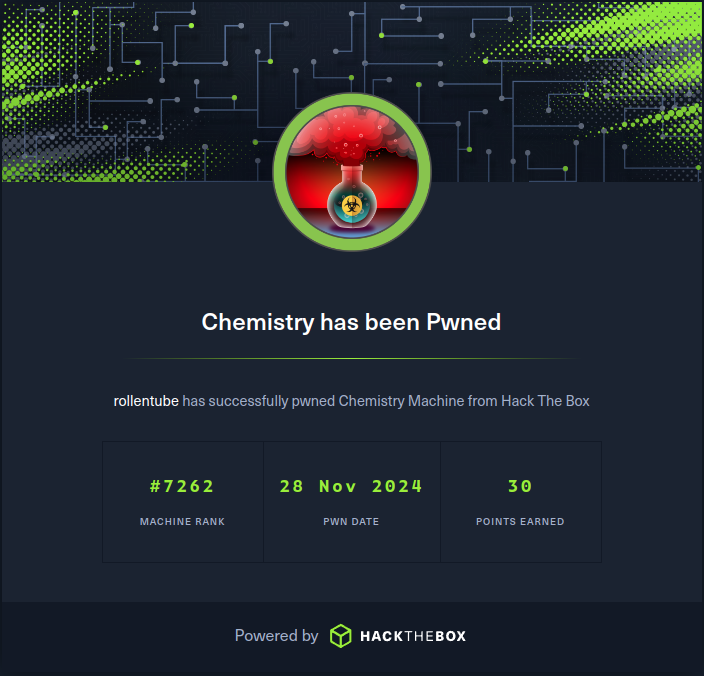 Chemistry has been Pwned
rollentube has successfully pwned Chemistry Machine from Hack The Box
#7262
28 Nov 2024
30
MACHINE RANK
PWN DATE
POINTS EARNED
Powered by HACKTHEBOX